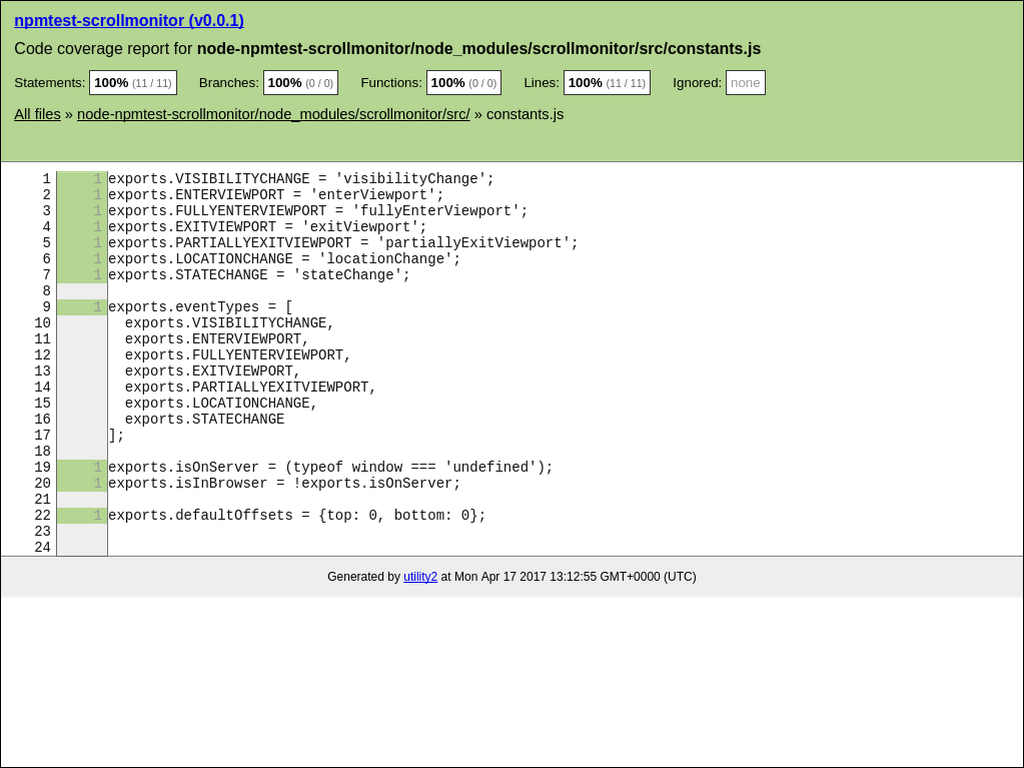 npmtest-scrollmonitor (v0.0.1)
Code coverage report for node-npmtest-scrollmonitor/node_modules/scrollmonitor/src/constants.js
Statements: 100% (11 / 11) Branches: 100% (0 / 0) Functions: 100% (0 / 0) Lines: 100% (11 / 11) Ignored: none
All files » node-npmtest-scrollmonitor/node_modules/scrollmonitor/src/ » constants.js
1 1 exports.VISIBILITYCHANGE = 'visibilityChange';
2 1 exports.ENTERVIEWPORT = 'enterViewport';
3 1 exports.FULLYENTERVIEWPORT = 'fullyEnterViewport';
4 1 exports.EXITVIEWPORT = 'exitViewport';
5 1 exports.PARTIALLYEXITVIEWPORT = 'partiallyExitViewport';
6 1 exports.LOCATIONCHANGE = 'locationChange';
7 1 exports.STATECHANGE = 'stateChange';
8
9 1 exports.eventTypes = [
10   exports.VISIBILITYCHANGE,
11   exports.ENTERVIEWPORT,
12   exports.FULLYENTERVIEWPORT,
13   exports.EXITVIEWPORT,
14   exports.PARTIALLYEXITVIEWPORT,
15   exports.LOCATIONCHANGE,
16   exports.STATECHANGE
17 ];
18
19 1 exports.isOnServer = (typeof window === 'undefined');
20 1 exports.isInBrowser = !exports.isOnServer;
21
22 1 exports.defaultOffsets = {top: 0, bottom: 0};
23
24
Generated by utility2 at Mon Apr 17 2017 13:12:55 GMT+0000 (UTC)